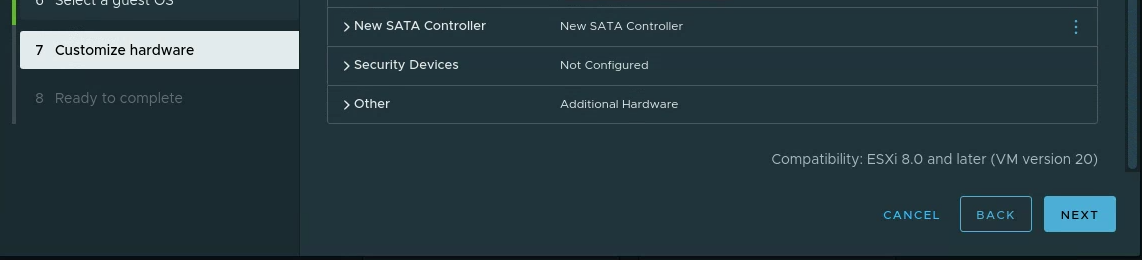 6 Select a guest OS
7 Customize hardware
8 Ready to complete
New SATA Controller New SATA Controller
Security Devices Not Configured
Other Additional Hardware
Compatibility: ESXi 8.0 and later (VM version 20)
CANCEL BACK NEXT